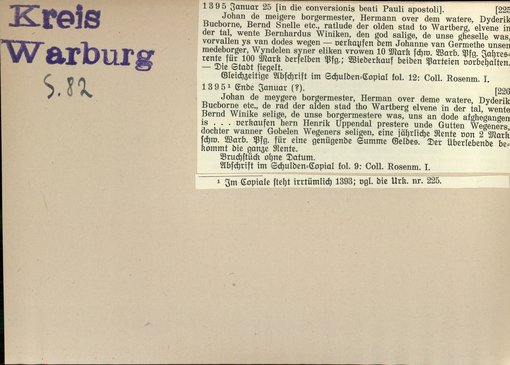 Kreis
Warburg
S. 82
1395 Januar 25 [in die conversionis beati Pauli apostoli]. [225
Johan de meygere borgermester, Hermann over dem watere, Dyderik
Bucborne, Bernd Snelle etc., ratlude der olden stad to Wartberg, elvene in
der tal, wente Bernhardus Winiken, den god salige, de unse gheselle was,
vorvallen ys van dodes wegen — verkaufen dem Johanne van Germethe unsen
medeborger, Wyndelen syner eliken vrowen 10 Mark schw. Warb. Pfg. Jahres-
rente für 100 Mark derselben Pfg.; Wiederkauf beiden Parteien vorbehalten.
— Die Stadt siegelt.
Gleichzeitige Abschrift im Schulden-Copial fol. 12: Coll. Rosenm. I.
1395¹ Ende Januar (?). [226
Johan de meygere borgermester, Herman over deme watere, Dyderik
Bucborne etc., de rad der alden stad tho Wartberg elvene in der tal, wente
Bernd Winike selige, de unse borgermestere was, uns an dode afghegangen
is . . . verkaufen hern Henrik Uppendal prestere unde Gutten Wegeners,
dochter wanner Gobelen Wegeners seligen, eine jährliche Rente von 2 Mark
schw. Warb. Pfg. für eine genügende Summe Geldes. Der Überlebende be-
kommt die ganze Rente.
Bruchstück ohne Datum.
Abschrift im Schulden-Copial fol. 9: Coll. Rosenm. I.
¹ Im Copiale steht irrtümlich 1393; vgl. die Urk. nr. 225.